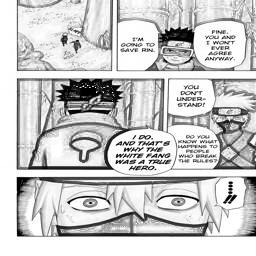 I'M
GOING TO
SAVE RIN.
FINE.
YOU AND
I WON'T
EVER
AGREE
ANYWAY.
YOU
DON'T
UNDER-
STAND!
DO YOU
KNOW WHAT
HAPPENS TO
PEOPLE
WHO BREAK
THE RULES?
I DO.
AND THAT'S
WHY THE
WHITE FANG
WAS A TRUE
HERO.
...!!